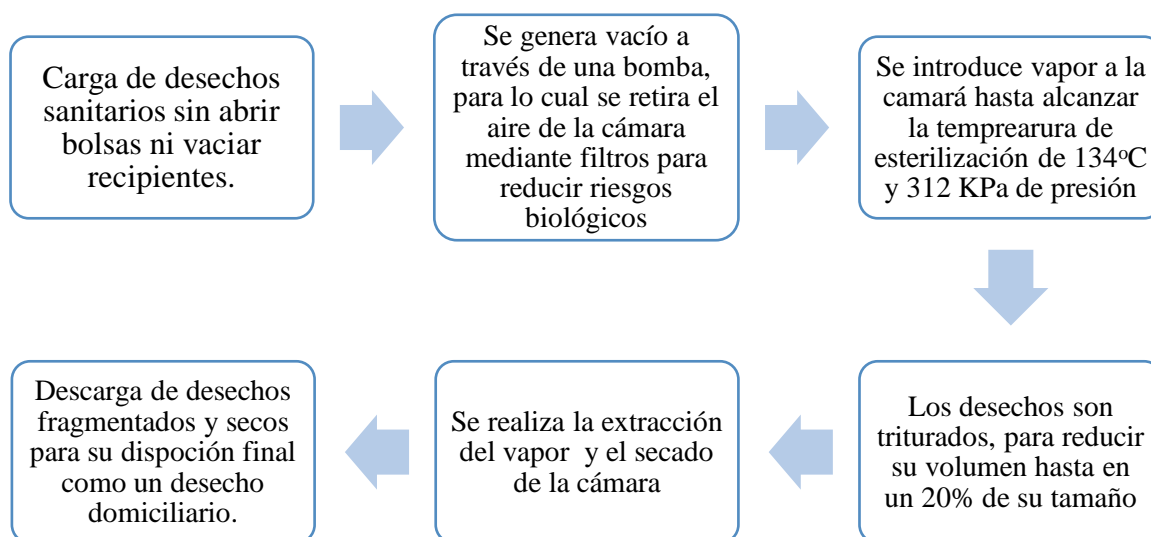 Carga de desechos
sanitarios sin abrir
bolsas ni vaciar
recipientes.
Se genera vacío a
través de una bomba,
para lo cual se retira el
aire de la cámara
mediante filtros para
reducir riesgos
biológicos
Se introduce vapor a la
camará hasta alcanzar
la temprearura de
esterilización de 134ºC
y 312 KPa de presión
Los desechos son
triturados, para reducir
su volumen hasta en
un 20% de su tamaño
Se realiza la extracción
del vapor y el secado
de la cámara
Descarga de desechos
fragmentados y secos
para su dispoción final
como un desecho
domiciliario.